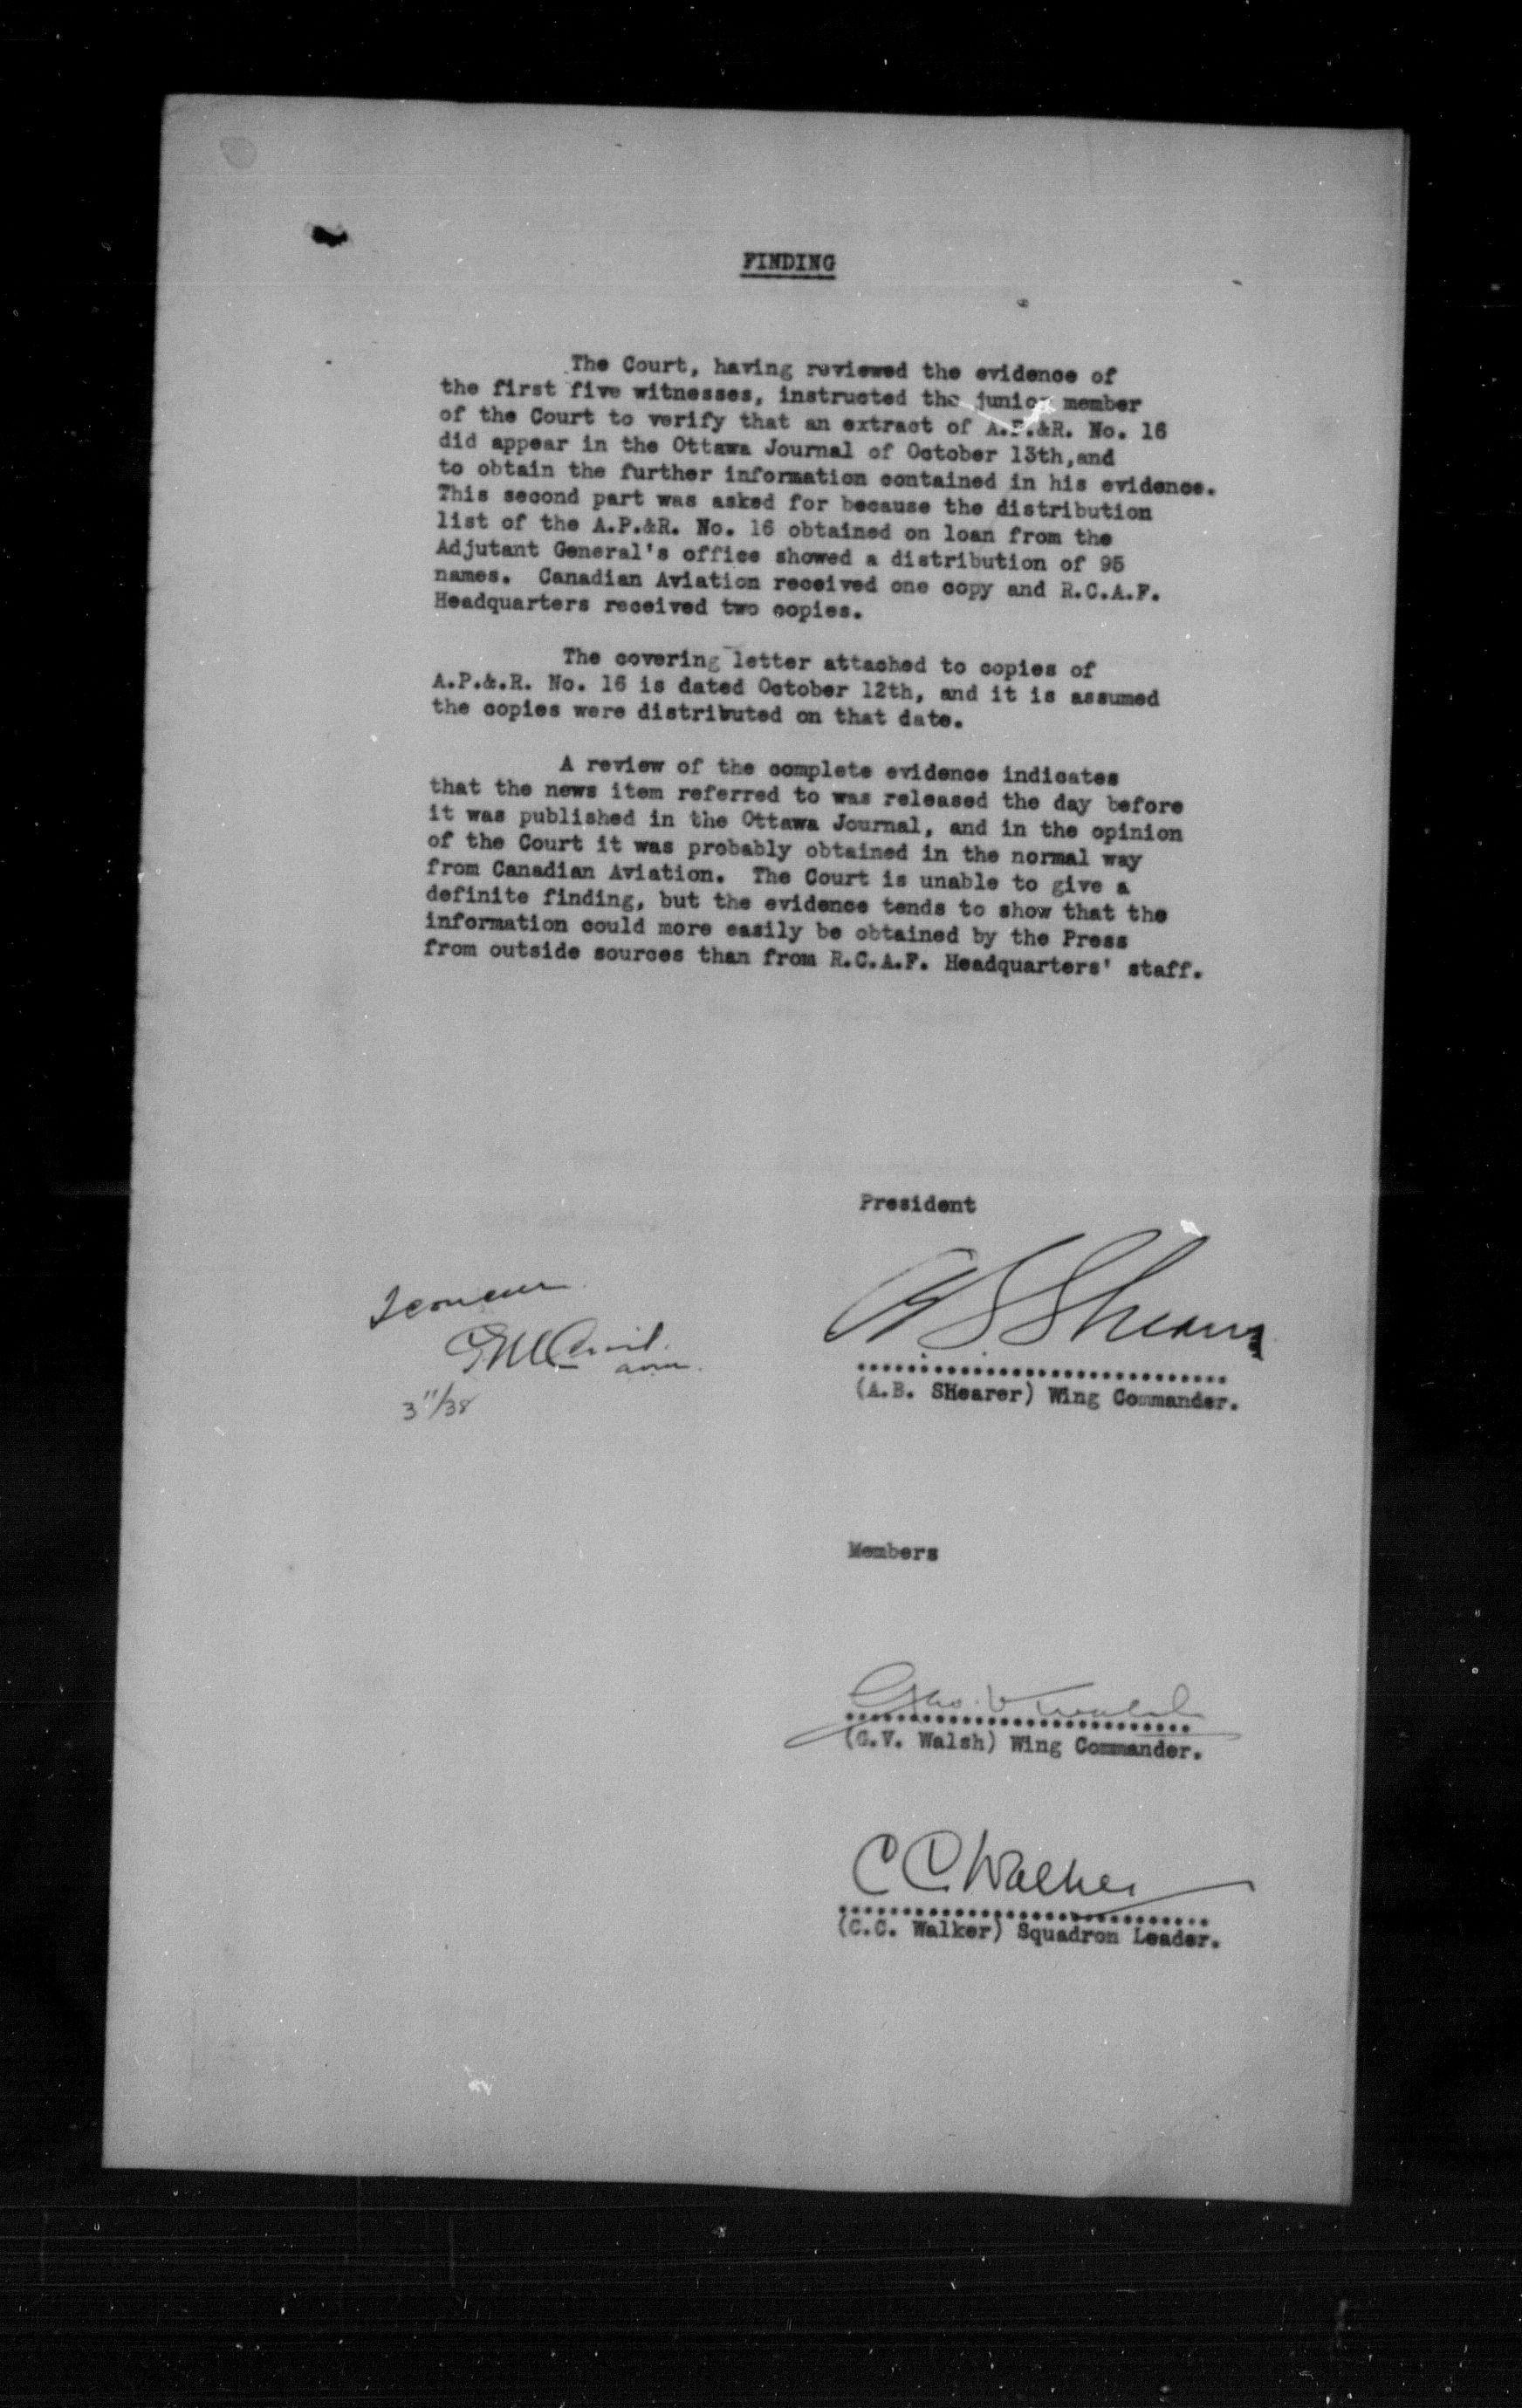 FINDING
The Court, having reviewed the evidence of
the first five witnesses, instructed the junior member
of the Court to verify that an extract of A.P.&R. No. 16
did appear in the Ottawa Journal of October 13th,and
to obtain the further information contained in his evidence.
This second part was asked for because the distribution
list of the A.P.&R. No. 16 obtained on loan from the
Adjutant General's office showed a distribution of 95
names. Canadian Aviation received one copy and R.C.A.F.
Headquarters received two copies.
The covering letter attached to copies of
A.P.&.R. No. 16 is dated October 12th, and it is assumed
the copies were distributed on that date.
A review of the complete evidence indicates
that the news item referred to was released the day before
it was published in the Ottawa Journal, and in the opinion
of the Court it was probably obtained in the normal way
from Canadian Aviation. The Court is unable to give a
definite finding, but the evidence tends to show that the
information could more easily be obtained by the Press
from outside sources than from R.C.A.F. Headquarters' staff.
President
A B Shearer
(A.B. SHearer) Wing Commander.
I concur
3"/38
Members
Geo. V Walsh
(G.V. Walsh) Wing Commander.
C C Walker
(C.C. Walker) Squadron Leader.